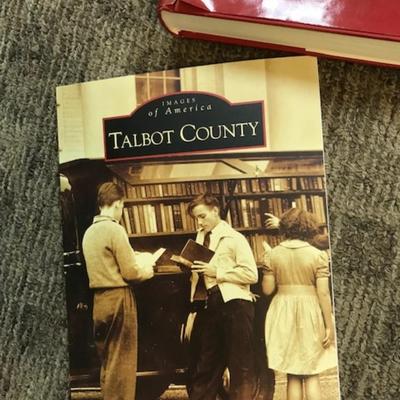 IMAGES
of America
TALBOT COUNTY